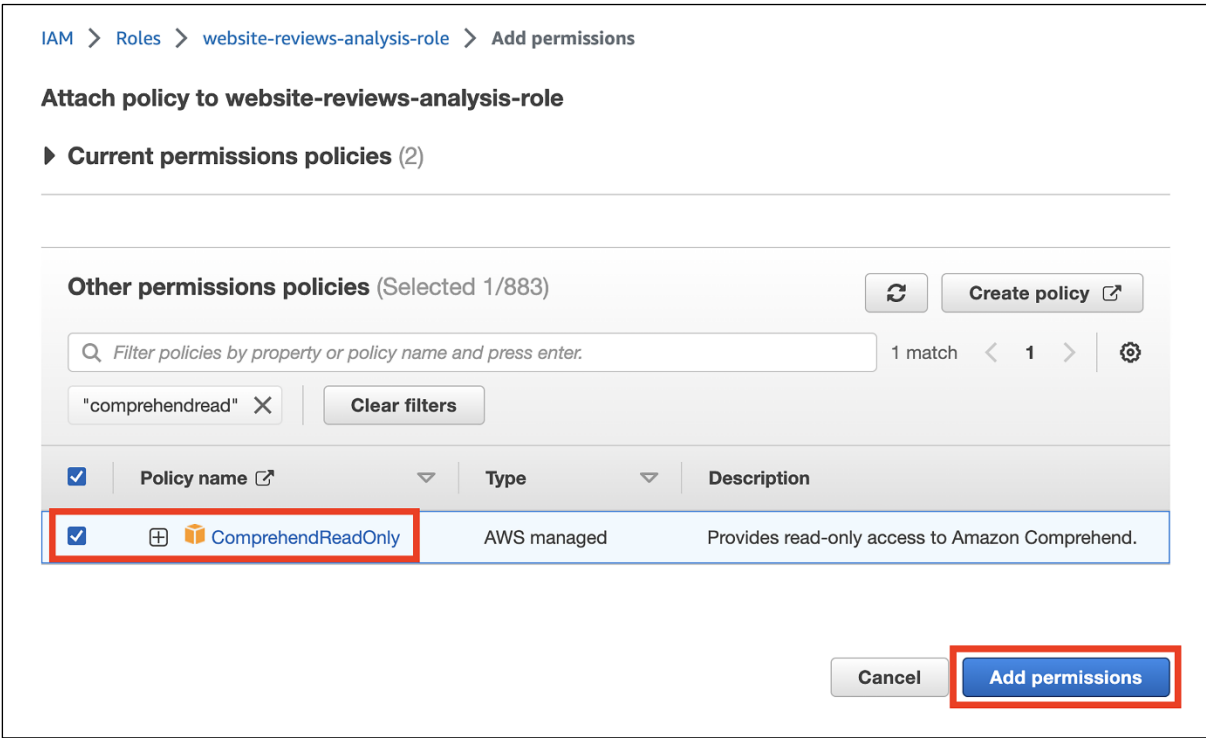 IAM > Roles > website-reviews-analysis-role > Add permissions
Attach policy to website-reviews-analysis-role
Current permissions policies (2)
Other permissions policies (Selected 1/883)
Create policy
Filter policies by property or policy name and press enter.
1 match < 1 >
"comprehendread" Clear filters
Policy name Type Description
ComprehendReadOnly AWS managed Provides read-only access to Amazon Comprehend.
Cancel Add permissions